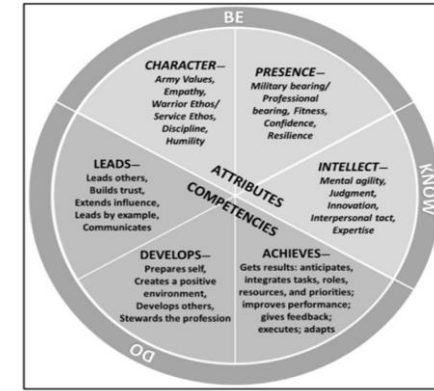 BE
CHARACTER—
Army Values,
Empathy,
Warrior Ethos/
Service Ethos,
Discipline,
Humility
PRESENCE—
Military bearing/
Professional
bearing, Fitness,
Confidence,
Resilience
INTELLECT—
Mental agility,
Judgment,
Innovation,
Interpersonal tact,
Expertise
KNOW
ATTRIBUTES
COMPETENCIES
LEADS—
Leads others,
Builds trust,
Extends influence,
Leads by example,
Communicates
DEVELOPS—
Prepares self,
Creates a positive
environment,
Develops others,
Stewards the profession
ACHIEVES—
Gets results: anticipates,
integrates tasks, roles,
resources, and priorities;
improves performance;
gives feedback;
executes; adapts
DO